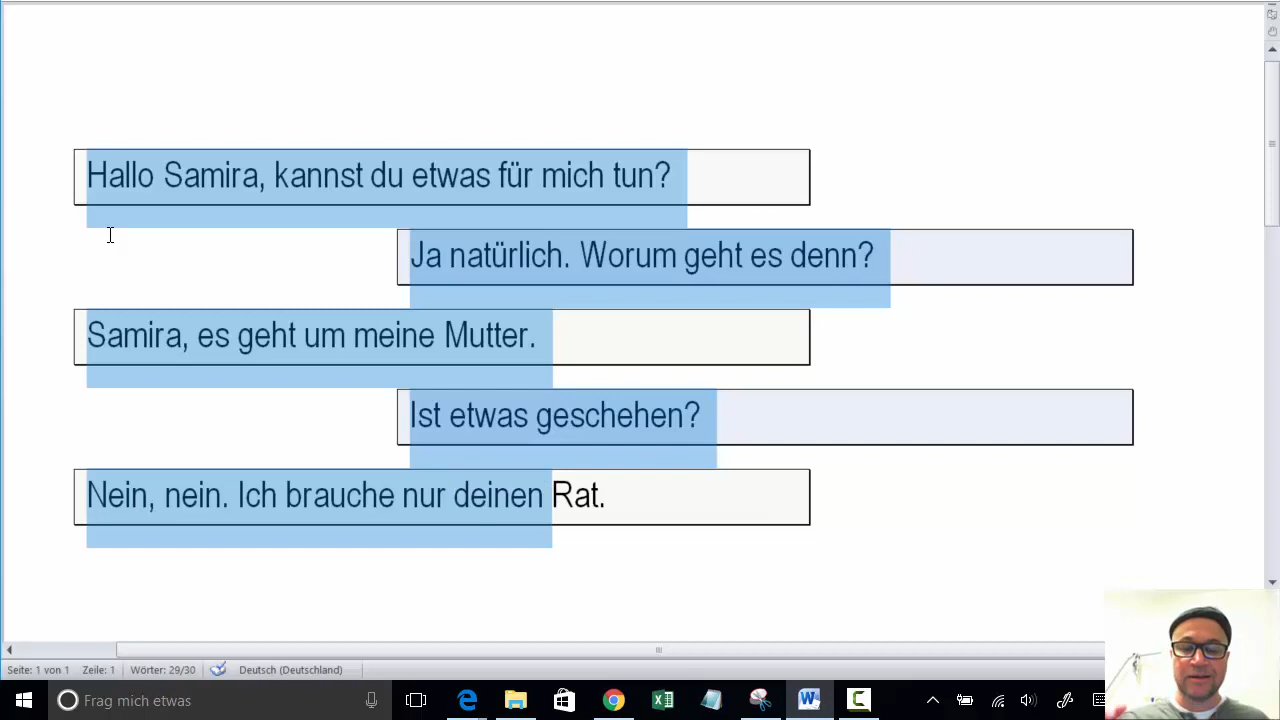 Hallo Samira, kannst du etwas für mich tun?
Ja natürlich. Worum geht es denn?
Samira, es geht um meine Mutter.
Ist etwas geschehen?
Nein, nein. Ich brauche nur deinen Rat.
Seite: 1 von 1 Zeile: 1 Wörter: 29/30 Deutsch (Deutschland)
Frag mich etwas